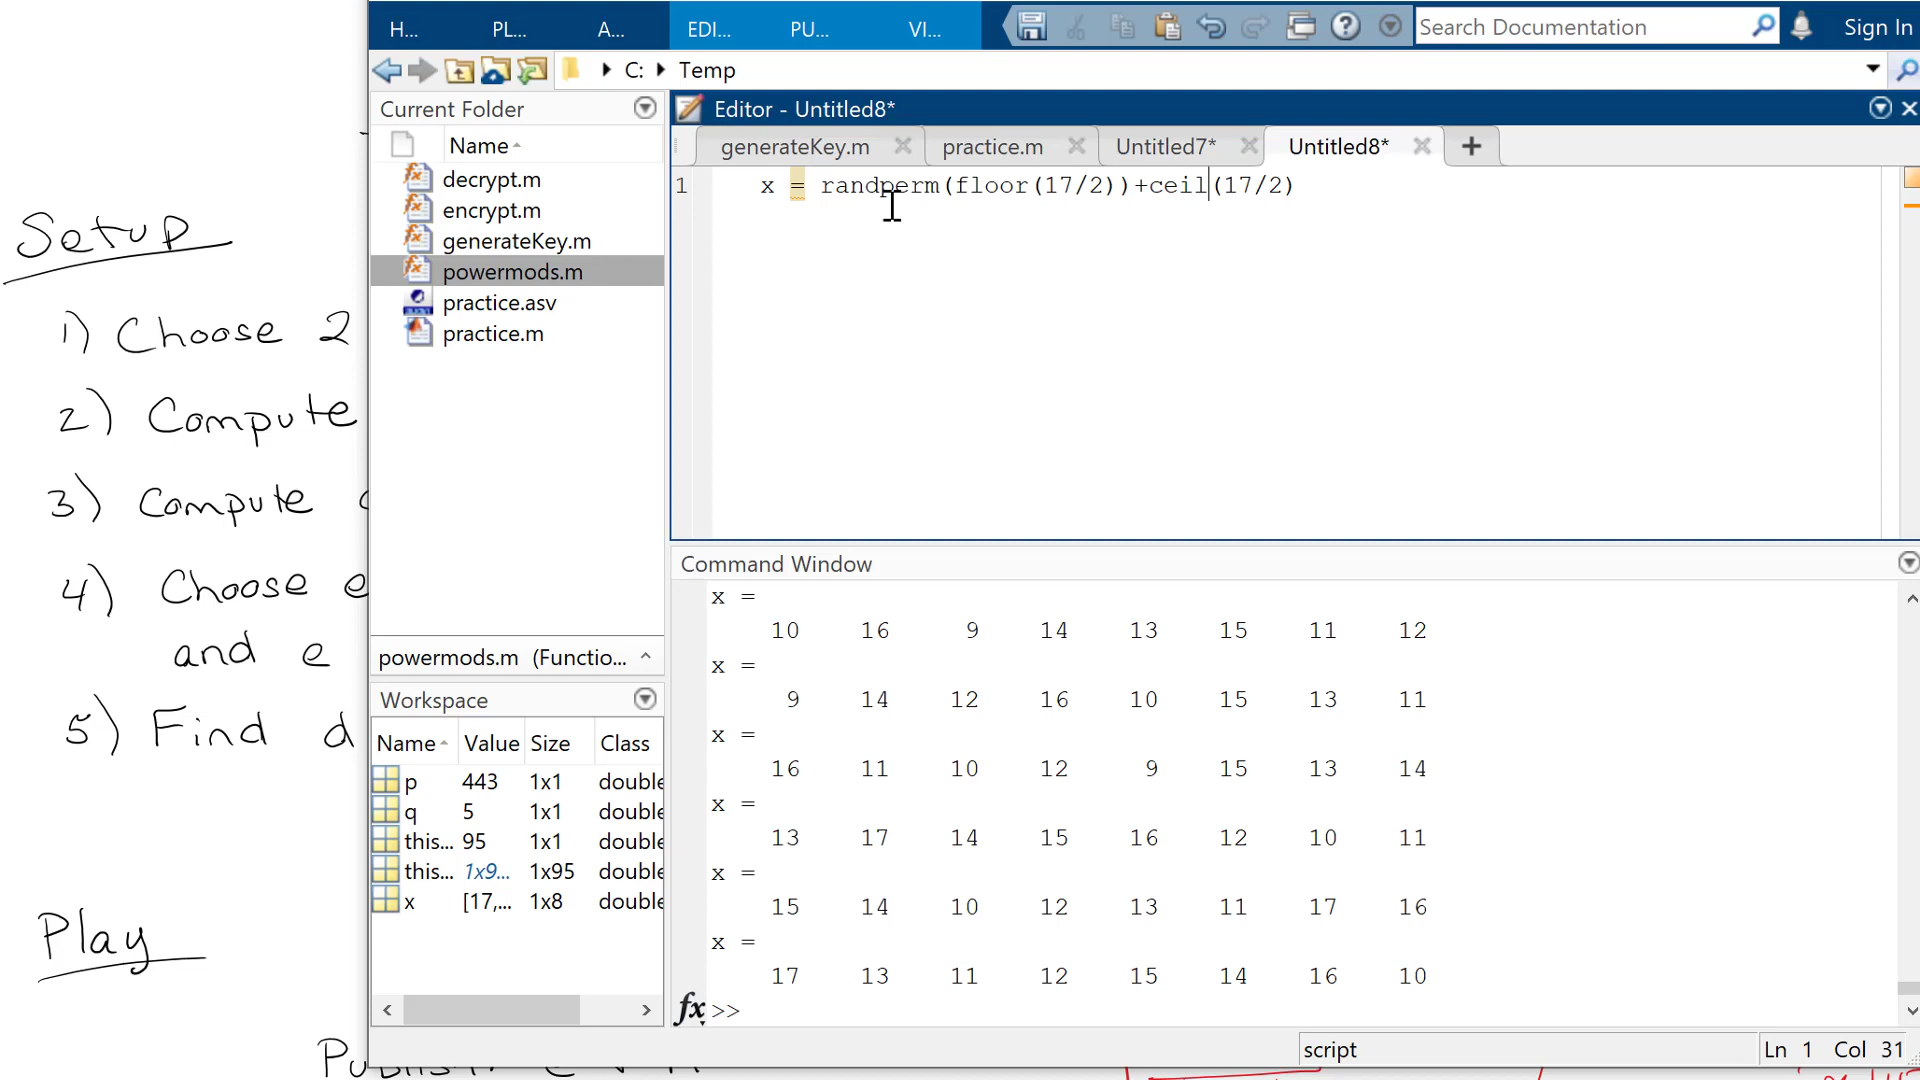 H... PL... A... EDI... PU... VI... Search Documentation Sign In
C: Temp
Current Folder
Name
decrypt.m
encrypt.m
generateKey.m
powermods.m
practice.asv
practice.m
powermods.m (Functio...
Workspace
Name Value Size Class
p 443 1x1 double
q 5 1x1 double
this... 95 1x1 double
this... 1x9... 1x95 double
x [17,... 1x8 double
Editor - Untitled8*
generateKey.m practice.m Untitled7* Untitled8*
1 x = randperm(floor(17/2))+ceil(17/2)
Command Window
x =
10 16 9 14 13 15 11 12
x =
9 14 12 16 10 15 13 11
x =
16 11 10 12 9 15 13 14
x =
13 17 14 15 16 12 10 11
x =
15 14 10 12 13 11 17 16
x =
17 13 11 12 15 14 16 10
fx >>
script Ln 1 Col 31
Setup
1) Choose 2
2) Compute
3) Compute
4) Choose e
and e
5) Find d
Play